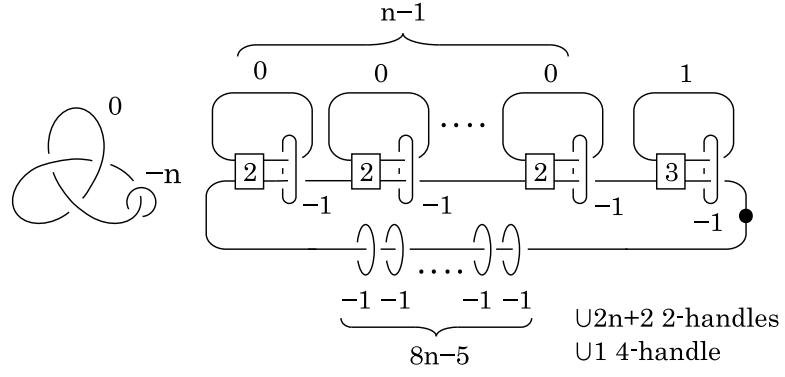 n−1
0 0 0 0 1
−n
2 2 2 3
−1 −1 −1 −1
−1 −1 −1 −1
8n−5
∪2n+2 2-handles
∪1 4-handle